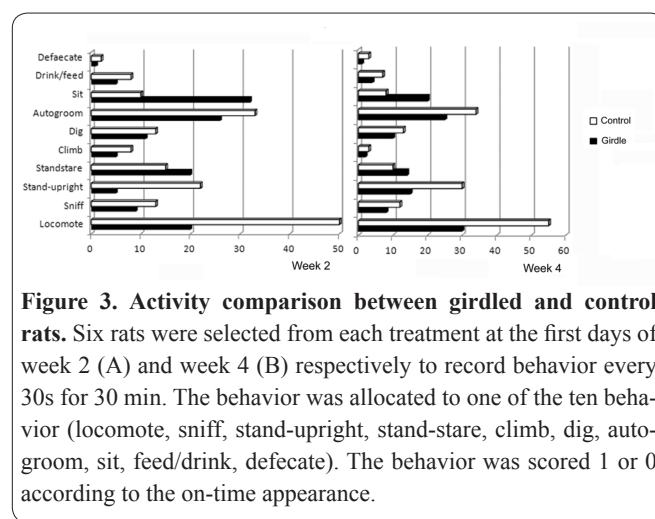 Defaecate
Drink/feed
Sit
Autogroom
Dig
Climb
Standstare
Stand-upright
Sniff
Locomote
0 10 20 30 40 50
Week 2
0 10 20 30 40 50 60
Week 4
Control
Girdle
Figure 3. Activity comparison between girdled and control
rats. Six rats were selected from each treatment at the first days of
week 2 (A) and week 4 (B) respectively to record behavior every
30s for 30 min. The behavior was allocated to one of the ten beha-
vior (locomote, sniff, stand-upright, stand-stare, climb, dig, auto-
groom, sit, feed/drink, defecate). The behavior was scored 1 or 0
according to the on-time appearance.